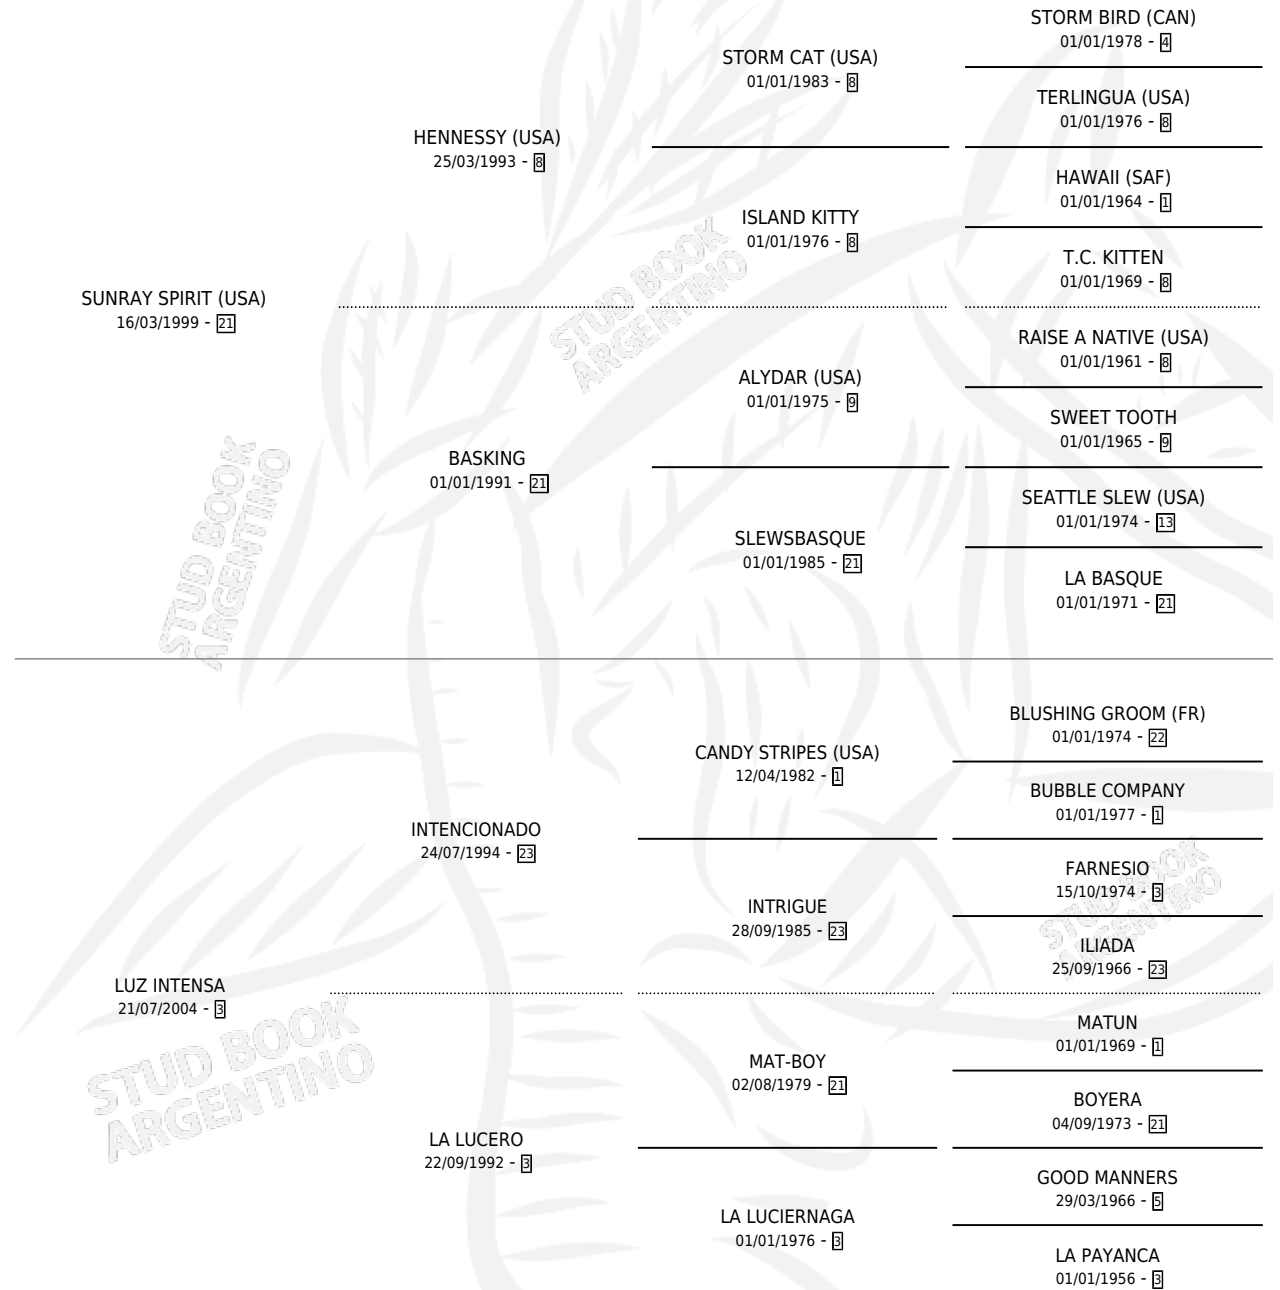 STORM BIRD (CAN)
01/01/1978 - 4
STORM CAT (USA)
01/01/1983 - 8
TERLINGUA (USA)
01/01/1976 - 8
HENNESSY (USA)
25/03/1993 - 8
HAWAII (SAF)
01/01/1964 - 1
ISLAND KITTY
01/01/1976 - 8
T.C. KITTEN
01/01/1969 - 8
SUNRAY SPIRIT (USA)
16/03/1999 - 21
RAISE A NATIVE (USA)
01/01/1961 - 8
ALYDAR (USA)
01/01/1975 - 9
SWEET TOOTH
01/01/1965 - 9
BASKING
01/01/1991 - 21
SEATTLE SLEW (USA)
01/01/1974 - 13
SLEWSBASQUE
01/01/1985 - 21
LA BASQUE
01/01/1971 - 21
BLUSHING GROOM (FR)
01/01/1974 - 22
CANDY STRIPES (USA)
12/04/1982 - 1
BUBBLE COMPANY
01/01/1977 - 1
INTENCIONADO
24/07/1994 - 23
FARNESIO
15/10/1974 - 3
INTRIGUE
28/09/1985 - 23
ILIADA
25/09/1966 - 23
LUZ INTENSA
21/07/2004 - 3
MATUN
01/01/1969 - 1
MAT-BOY
02/08/1979 - 21
BOYERA
04/09/1973 - 21
LA LUCERO
22/09/1992 - 3
GOOD MANNERS
29/03/1966 - 5
LA LUCIERNAGA
01/01/1976 - 3
LA PAYANCA
01/01/1956 - 3
STUD BOOK
ARGENTINO
STUD BOOK
ARGENTINO
STUD BOOK
ARGENTINO
STUD BOOK
ARGENTINO